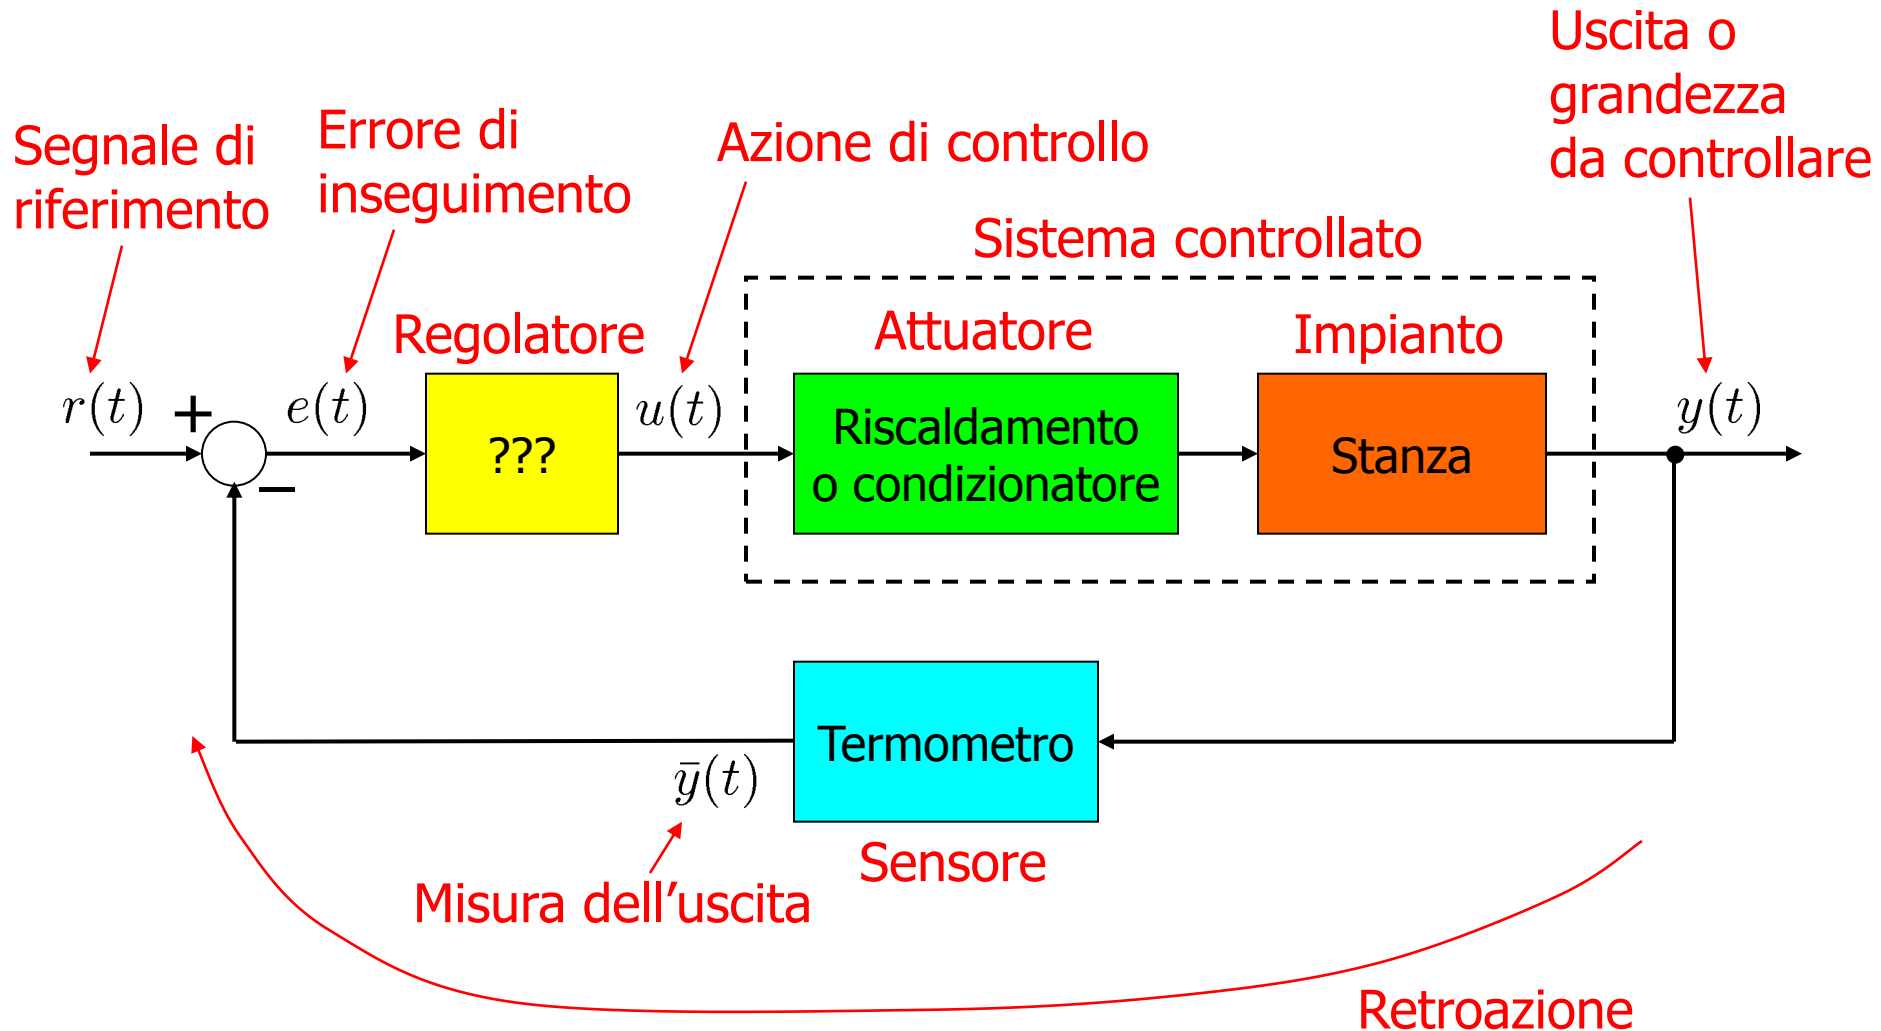 Uscita o
grandezza
da controllare
Segnale di
riferimento
Errore di
inseguimento
Azione di controllo
Sistema controllato
Regolatore
Attuatore
Impianto
r(t)
+
e(t)
???
u(t)
Riscaldamento
o condizionatore
Stanza
y(t)
−
Termometro
ȳ(t)
Sensore
Misura dell’uscita
Retroazione